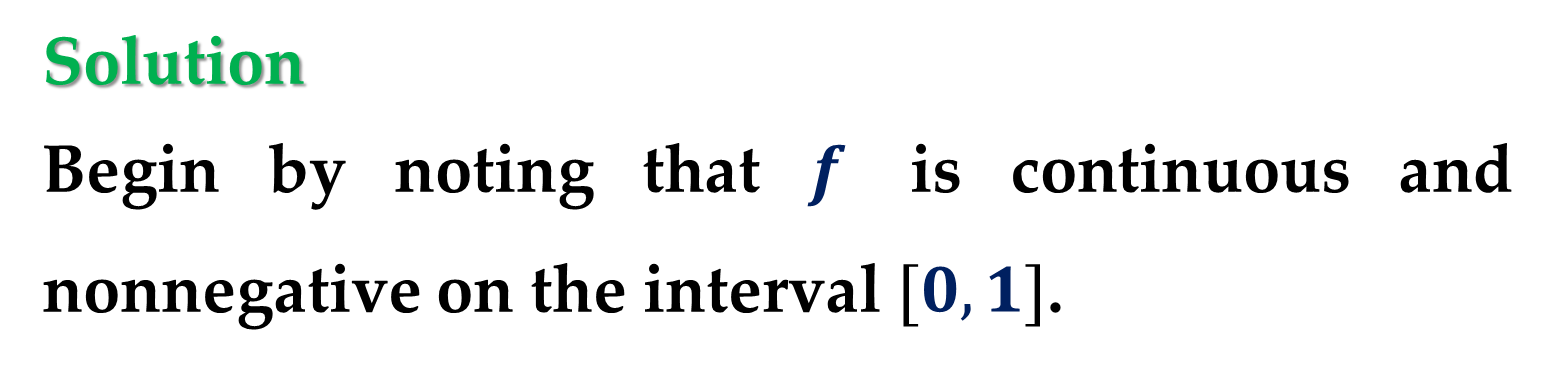 Solution
Begin by noting that f is continuous and
nonnegative on the interval [0, 1].